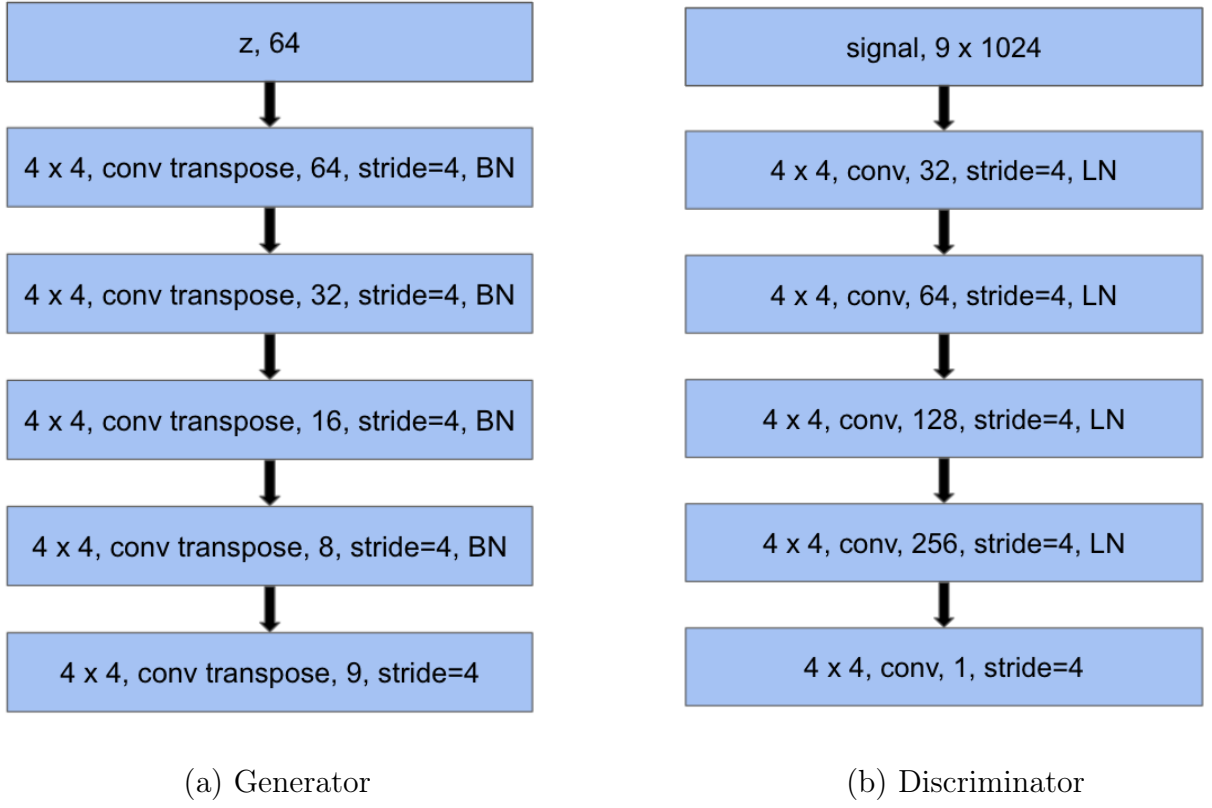 z, 64
4 x 4, conv transpose, 64, stride=4, BN
4 x 4, conv transpose, 32, stride=4, BN
4 x 4, conv transpose, 16, stride=4, BN
4 x 4, conv transpose, 8, stride=4, BN
4 x 4, conv transpose, 9, stride=4
(a) Generator
signal, 9 x 1024
4 x 4, conv, 32, stride=4, LN
4 x 4, conv, 64, stride=4, LN
4 x 4, conv, 128, stride=4, LN
4 x 4, conv, 256, stride=4, LN
4 x 4, conv, 1, stride=4
(b) Discriminator